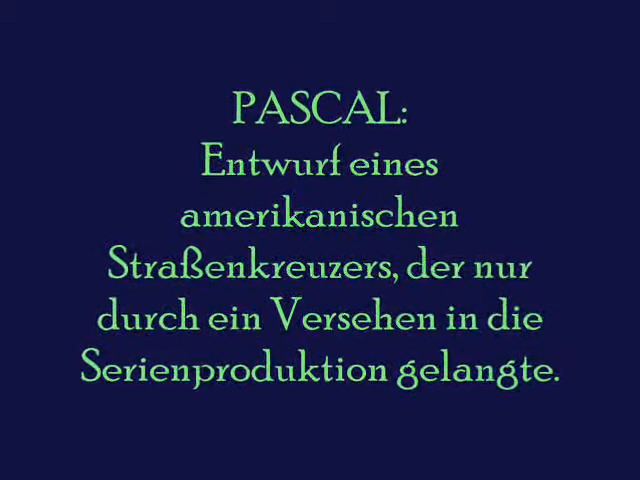 PASCAL:
Entwurf eines
amerikanischen
Straßenkreuzers, der nur
durch ein Versehen in die
Serienproduktion gelangte.